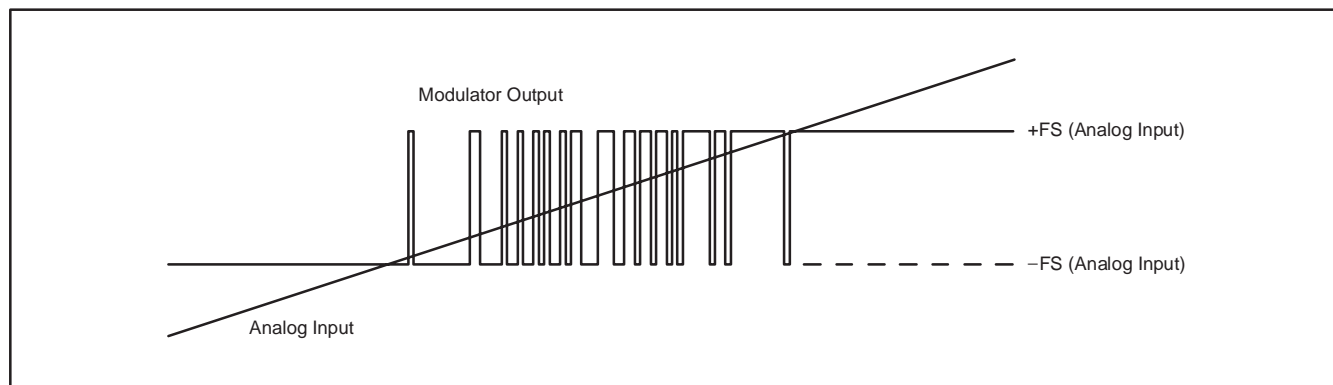 Modulator Output
+FS (Analog Input)
−FS (Analog Input)
Analog Input